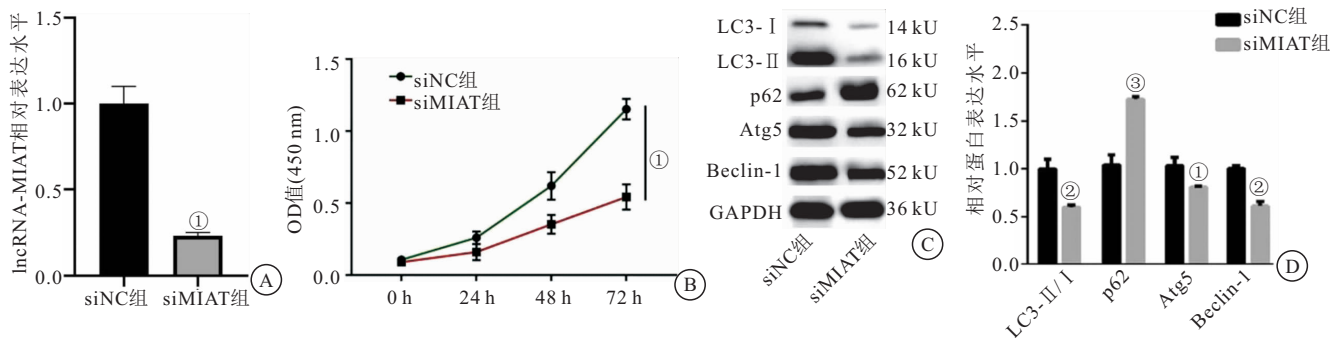 lncRNA-MIAT相对表达水平
1.5
1.0
0.5
0.0
①
siNC组
siMIAT组
A
OD值(450 nm)
1.5
1.0
0.5
0.0
siNC组
siMIAT组
①
0 h
24 h
48 h
72 h
B
LC3-Ⅰ
14 kU
LC3-Ⅱ
16 kU
p62
62 kU
Atg5
32 kU
Beclin-1
52 kU
GAPDH
36 kU
siNC组
siMIAT组
C
相对蛋白表达水平
2.5
2.0
1.5
1.0
0.5
0.0
siNC组
siMIAT组
②
③
①
②
LC3-Ⅱ/Ⅰ
p62
Atg5
Beclin-1
D